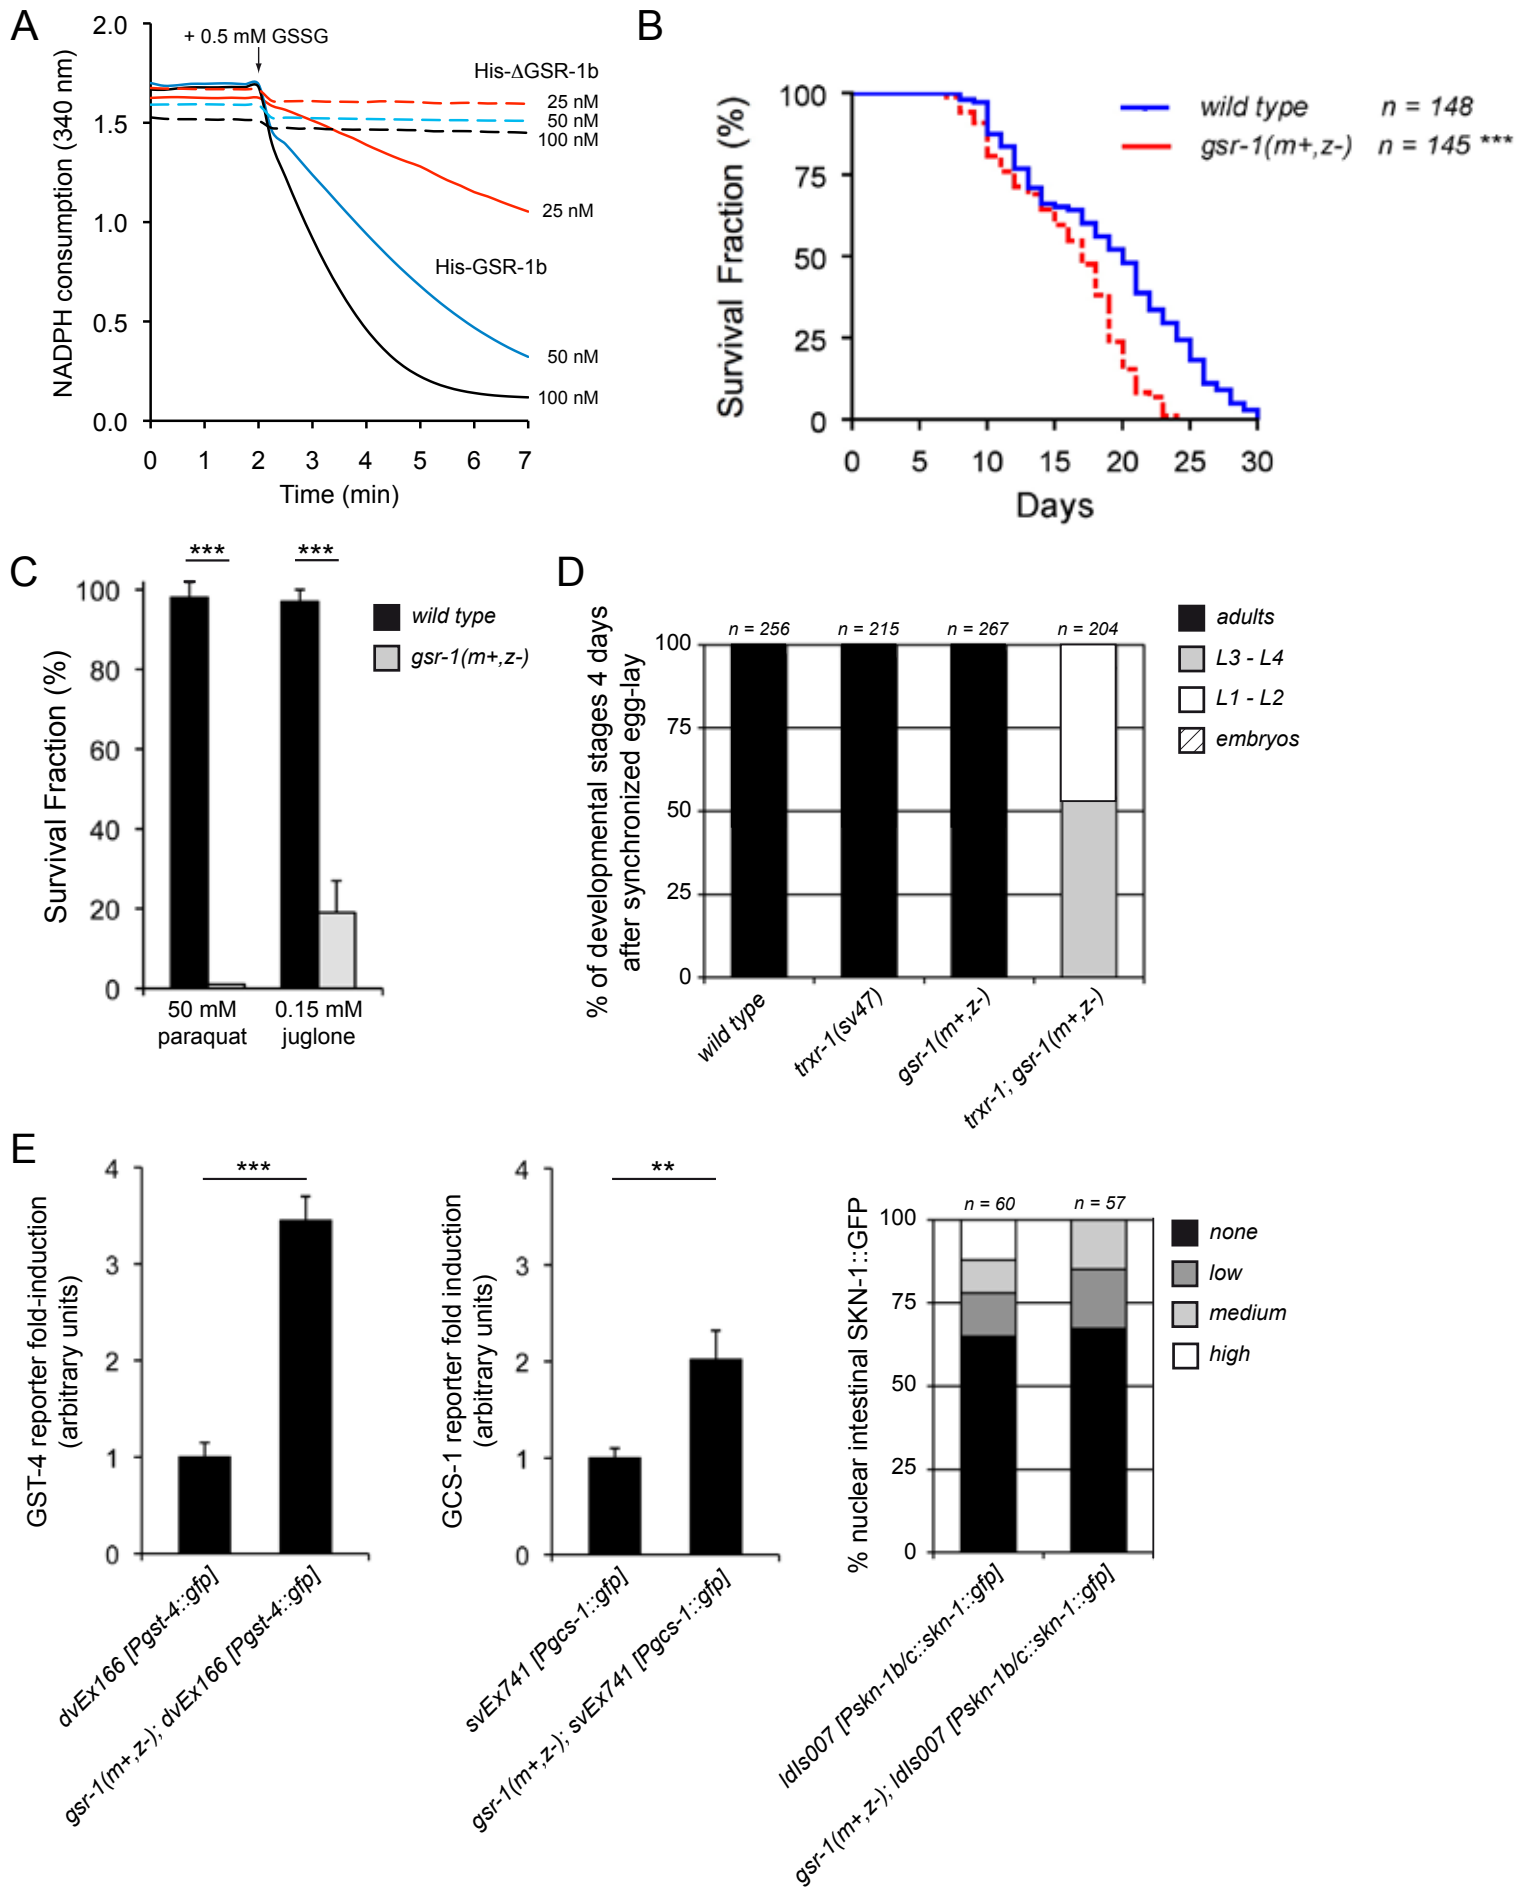 A
2.0
1.5
1.0
0.5
0.0
NADPH consumption (340 nm)
+ 0.5 mM GSSG
His-ΔGSR-1b
25 nM
50 nM
100 nM
25 nM
His-GSR-1b
50 nM
100 nM
0 1 2 3 4 5 6 7
Time (min)
B
100
75
50
25
0
Survival Fraction (%)
wild type n = 148
gsr-1(m+,z-) n = 145 ***
0 5 10 15 20 25 30
Days
C
*** ***
100
80
60
40
20
0
Survival Fraction (%)
wild type
gsr-1(m+,z-)
50 mM
paraquat
0.15 mM
juglone
D
% of developmental stages 4 days
after synchronized egg-lay
n = 256 n = 215 n = 267 n = 204
100
75
50
25
0
adults
L3 - L4
L1 - L2
embryos
wild type
trxr-1(sv47)
gsr-1(m+,z-)
trxr-1; gsr-1(m+,z-)
E
GST-4 reporter fold-induction
(arbitrary units)
4
3
2
1
0
***
dvEx166 [Pgst-4::gfp]
gsr-1(m+,z-); dvEx166 [Pgst-4::gfp]
GCS-1 reporter fold induction
(arbitrary units)
4
3
2
1
0
**
svEx741 [Pgcs-1::gfp]
gsr-1(m+,z-); svEx741 [Pgcs-1::gfp]
% nuclear intestinal SKN-1::GFP
n = 60 n = 57
100
75
50
25
0
none
low
medium
high
ldIs007 [Pskn-1b/c::skn-1::gfp]
gsr-1(m+,z-); ldIs007 [Pskn-1b/c::skn-1::gfp]